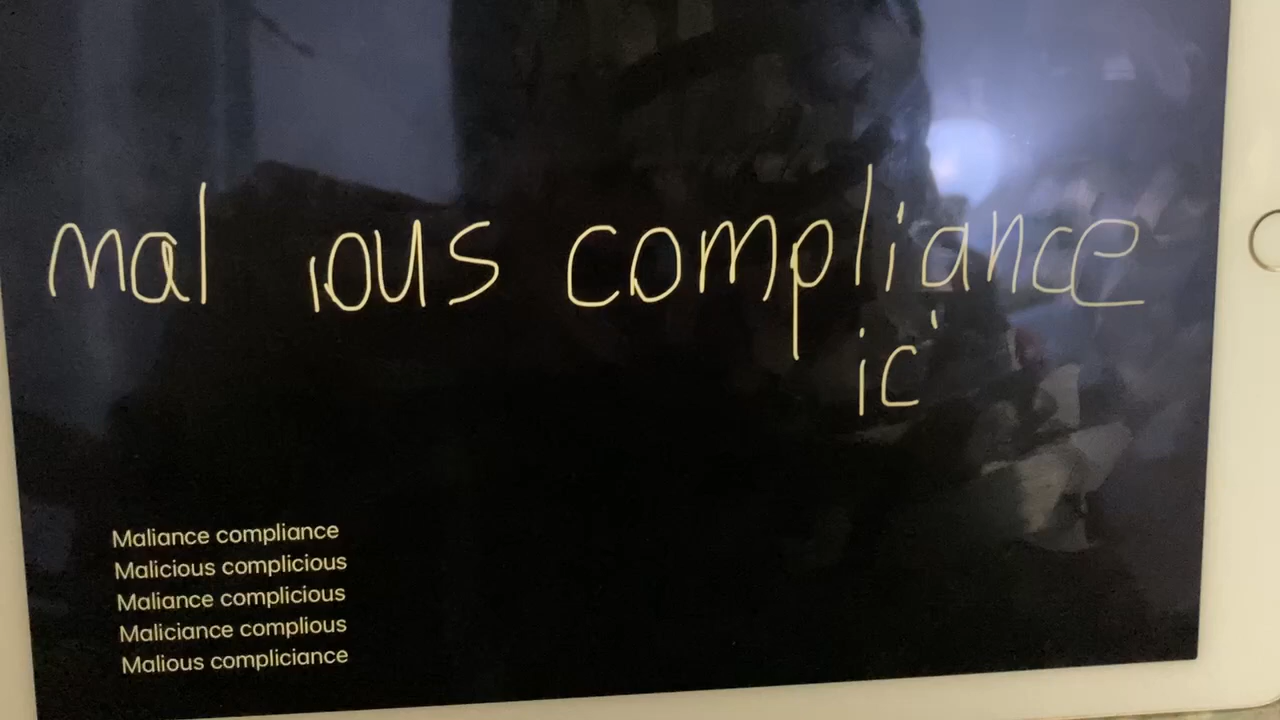 mal ious compliance
ic
Maliance compliance
Malicious complicious
Maliance complicious
Maliciance complious
Malious compliciance